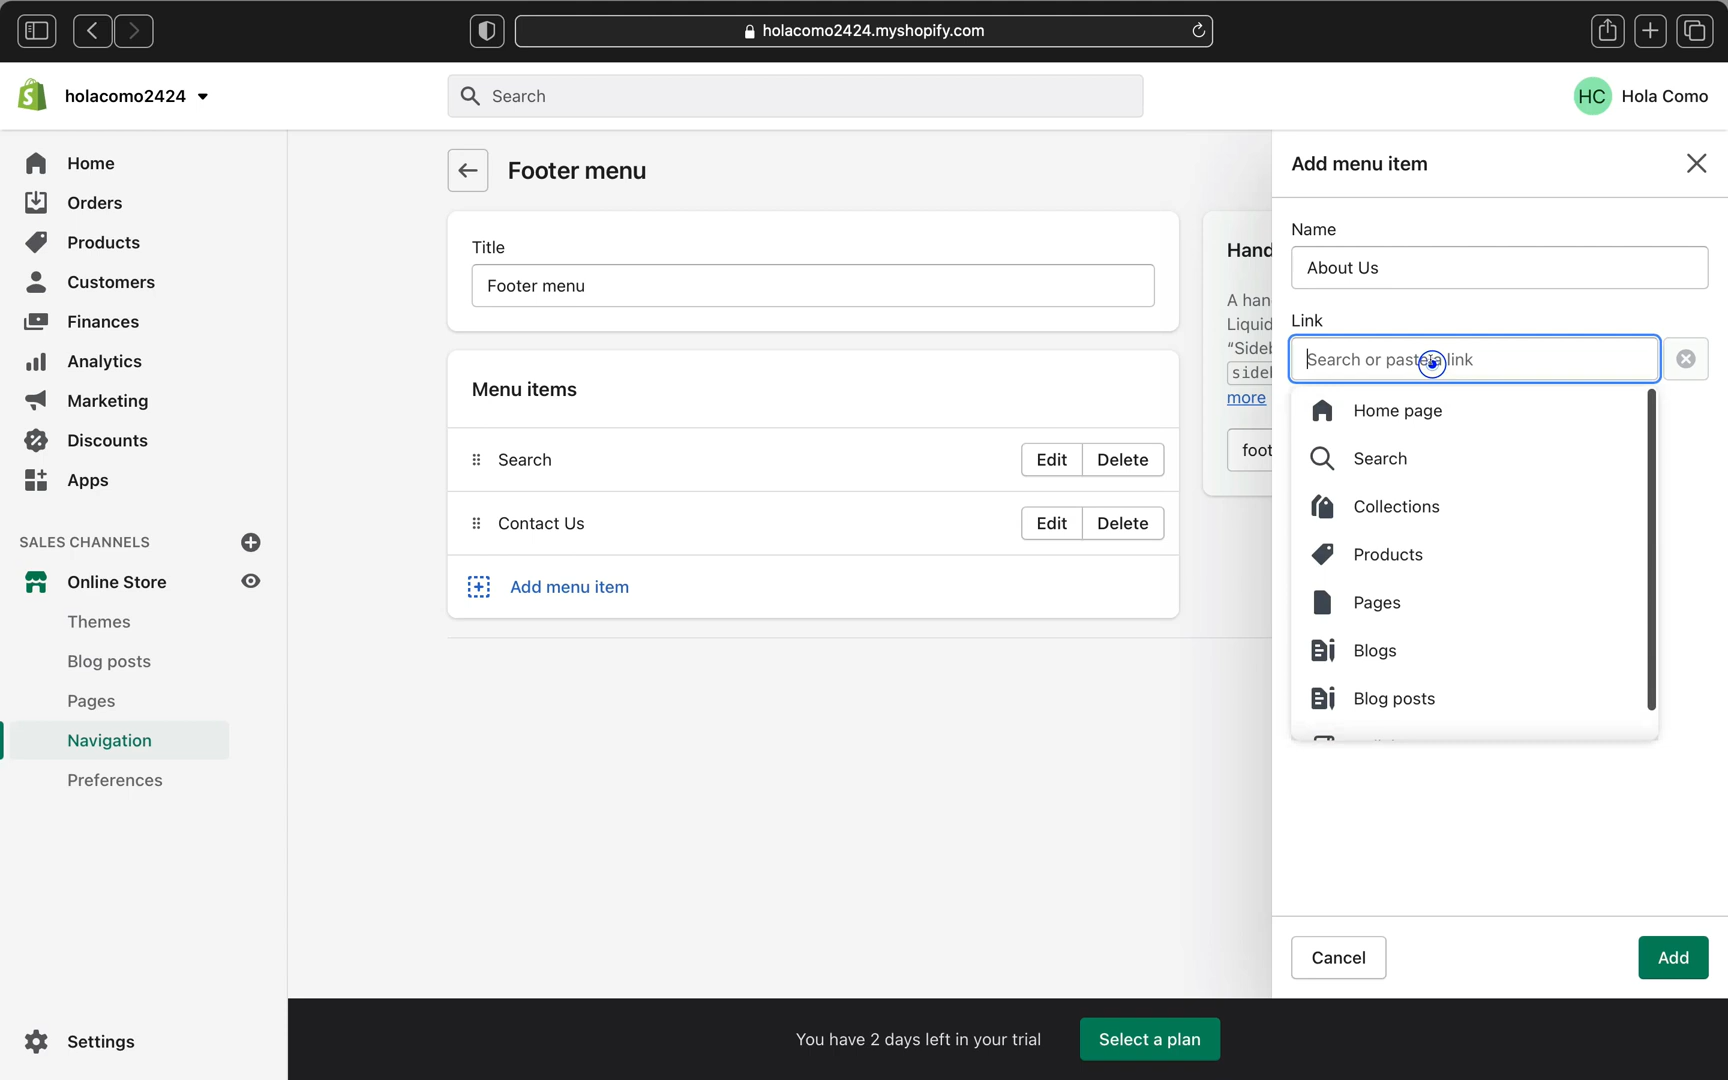 holacomo2424.myshopify.com
holacomo2424
Search
HC Hola Como
Home
Orders
Products
Customers
Finances
Analytics
Marketing
Discounts
Apps
SALES CHANNELS
Online Store
Themes
Blog posts
Pages
Navigation
Preferences
Settings
Footer menu
Title
Footer menu
Menu items
Search Edit Delete
Contact Us Edit Delete
Add menu item
Hand
A han
Liquid
"Sideb
sideb
more
foot
Add menu item
Name
About Us
Link
Search or paste a link
Home page
Search
Collections
Products
Pages
Blogs
Blog posts
Cancel Add
You have 2 days left in your trial Select a plan